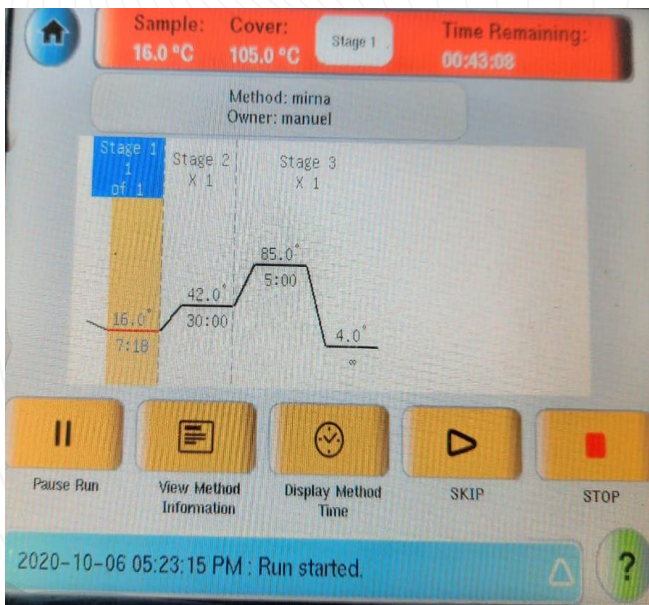 Sample: Cover: Time Remaining:
16.0 °C 105.0 °C Stage 1 00:43:08
Method: mirna
Owner: manuel
Stage 1
1
of 1
Stage 2
X 1
Stage 3
X 1
16.0°
7:18
42.0°
30:00
85.0°
5:00
4.0°
∞
Pause Run
View Method
Information
Display Method
Time
SKIP
STOP
2020-10-06 05:23:15 PM : Run started.
?